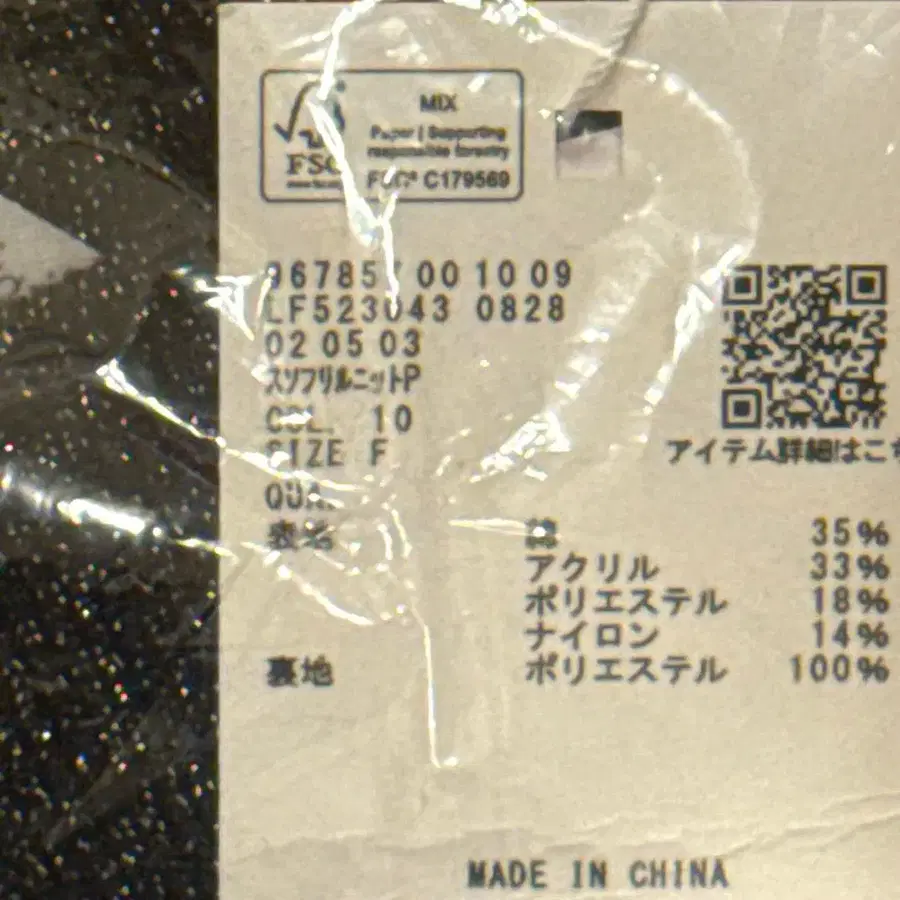 MIX
Paper | Supporting
responsible forestry
FSC
FSC® C179569
967857 00 10 09
LF523043 0828
02 05 03
スソフリルニットP
COL. 10
SIZE F
QUA.
アイテム詳細はこち
表地 綿 35%
アクリル 33%
ポリエステル 18%
ナイロン 14%
裏地 ポリエステル 100%
MADE IN CHINA